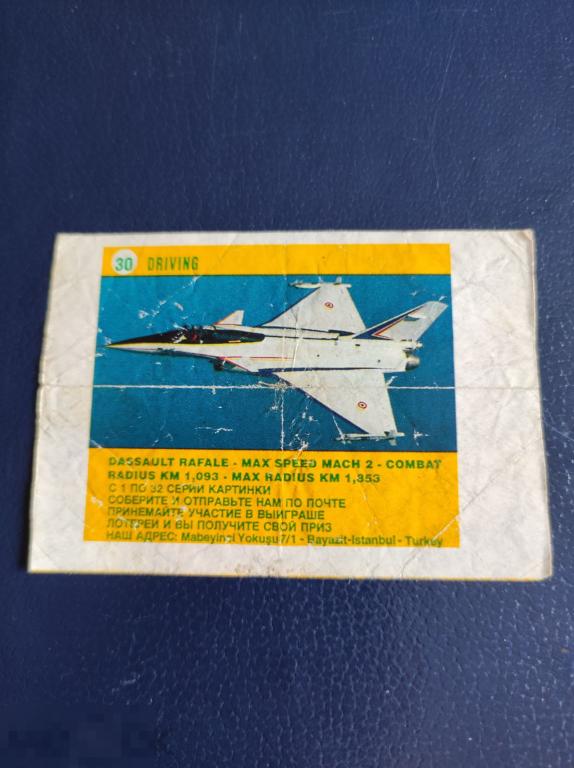 30 DRIVING
DASSAULT RAFALE - MAX SPEED MACH 2 - COMBAT
RADIUS KM 1,093 - MAX RADIUS KM 1,353
С 1 ПО 32 СЕРИИ КАРТИНКИ
СОБЕРИТЕ И ОТПРАВЬТЕ НАМ ПО ПОЧТЕ
ПРИНЕМАЙТЕ УЧАСТИЕ В ВЫИГРАШЕ
ЛОТЕРЕИ И ВЫ ПОЛУЧИТЕ СВОЙ ПРИЗ
НАШ АДРЕС: Mabeyinçi Yokuşu 7/1 - Bayazit-Istanbul - Turkey